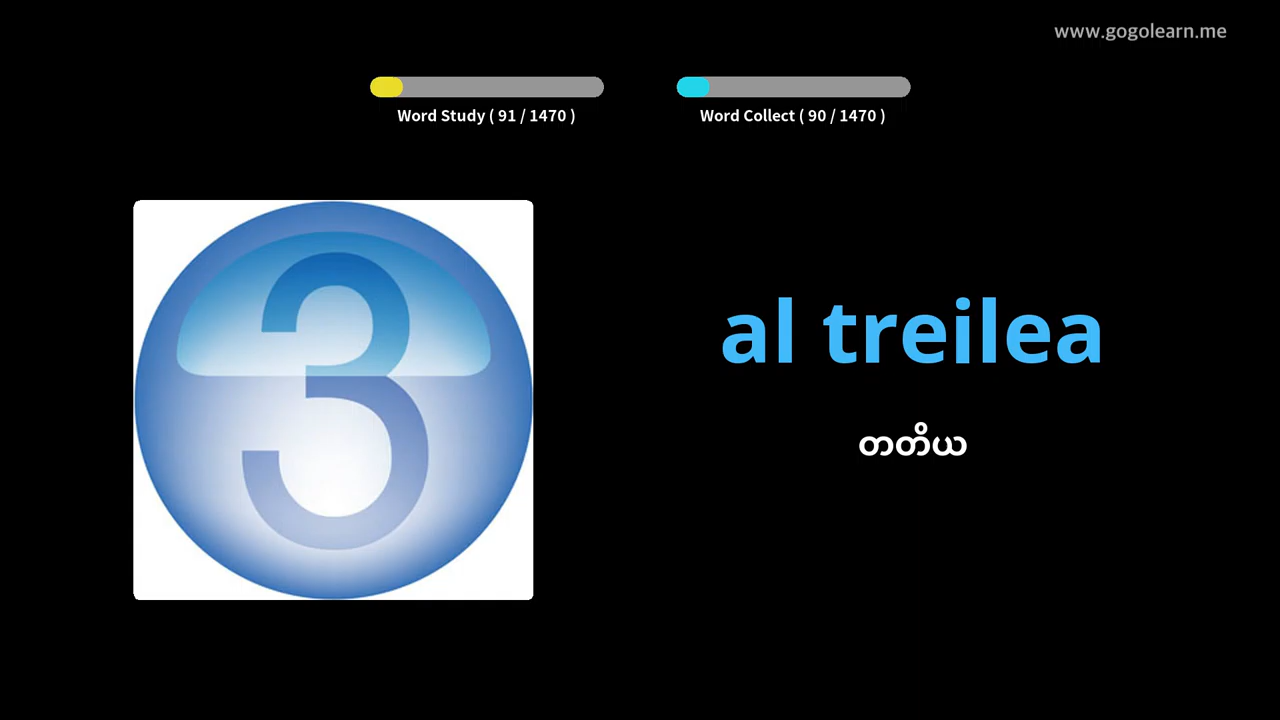 www.gogolearn.me
Word Study ( 91 / 1470 )
Word Collect ( 90 / 1470 )
3
al treilea
တတိယ